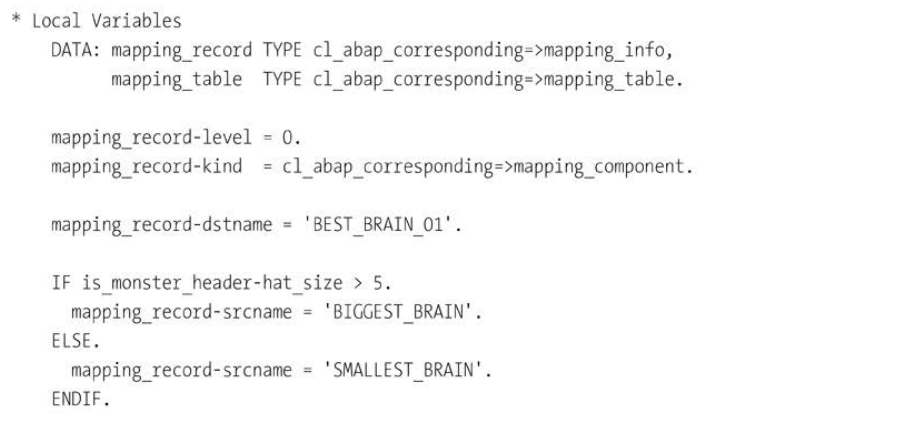 * Local Variables
    DATA: mapping_record TYPE cl_abap_corresponding=>mapping_info,
          mapping_table  TYPE cl_abap_corresponding=>mapping_table.

    mapping_record-level = 0.
    mapping_record-kind  = cl_abap_corresponding=>mapping_component.

    mapping_record-dstname = 'BEST_BRAIN_01'.

    IF is_monster_header-hat_size > 5.
      mapping_record-srcname = 'BIGGEST_BRAIN'.
    ELSE.
      mapping_record-srcname = 'SMALLEST_BRAIN'.
    ENDIF.